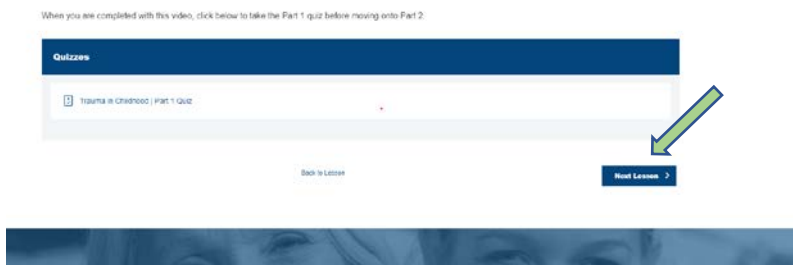 When you are completed with this video, click below to take the Part 1 quiz before moving onto Part 2.
Quizzes
Trauma in Childhood | Part 1 Quiz
Back to Lesson
Next Lesson >